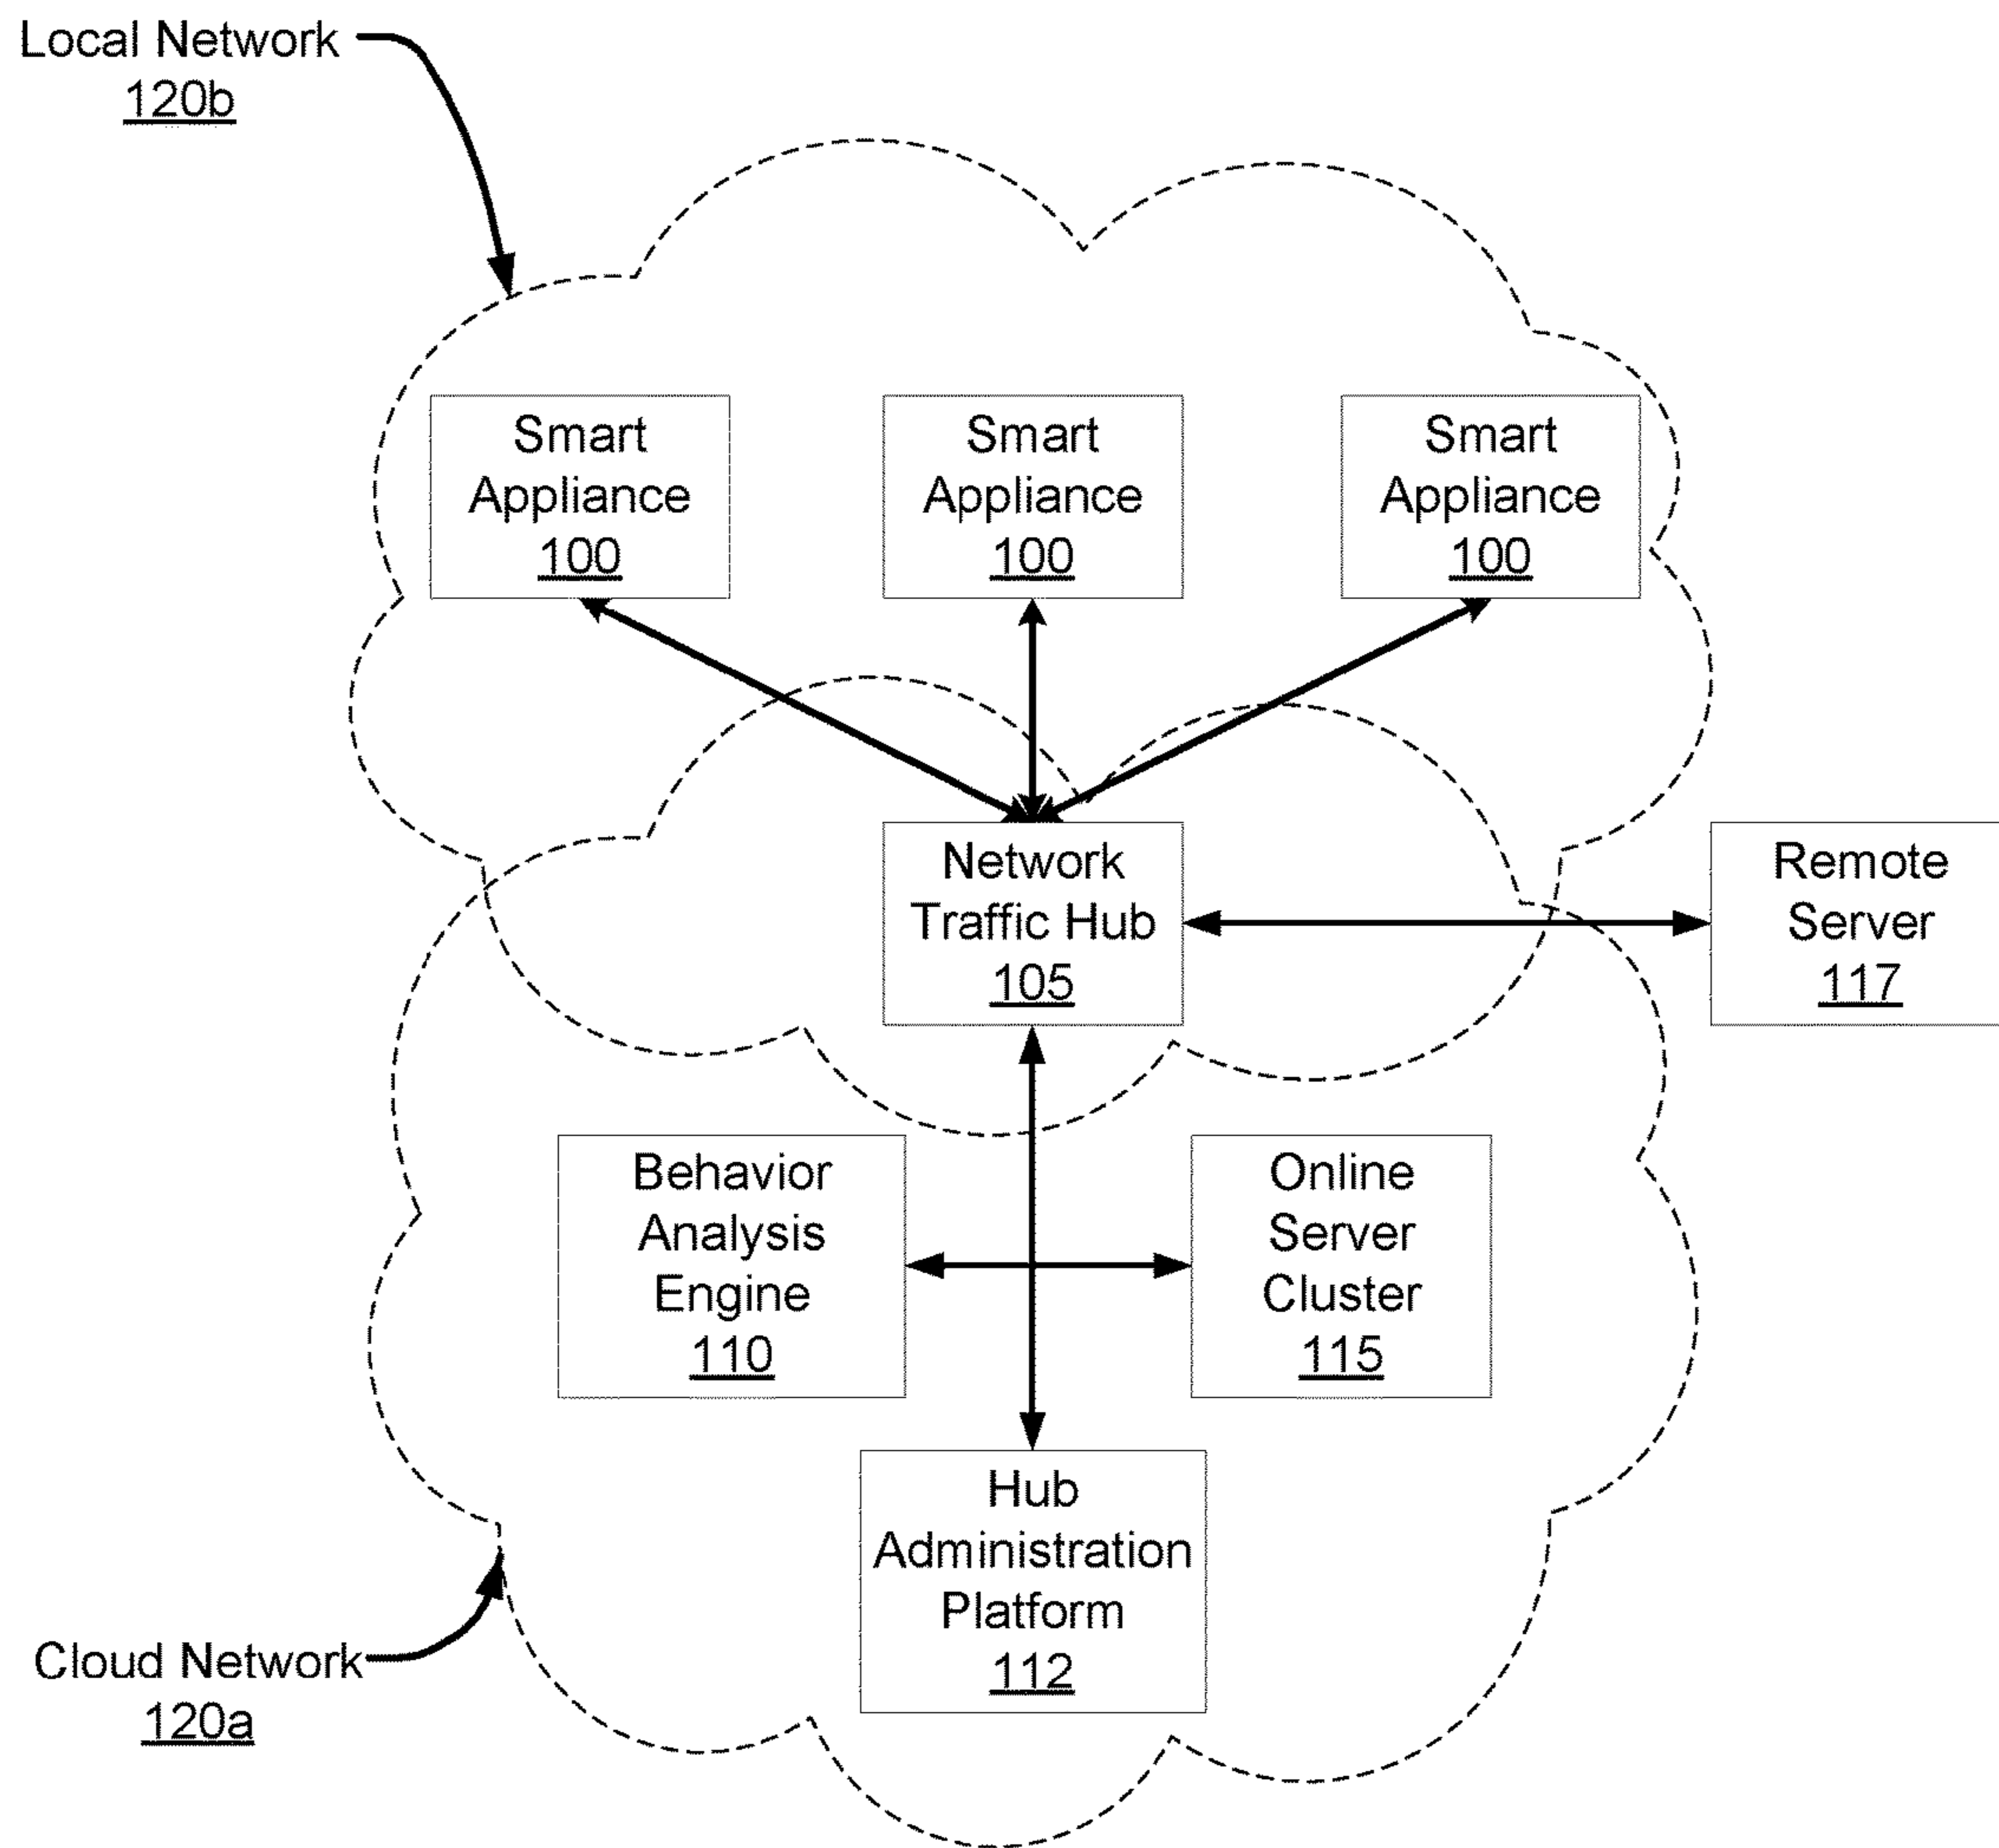 Local Network
120b
Smart
Appliance
100
Smart
Appliance
100
Smart
Appliance
100
Network
Traffic Hub
105
Remote
Server
117
Behavior
Analysis
Engine
110
Online
Server
Cluster
115
Hub
Administration
Platform
112
Cloud Network
120a